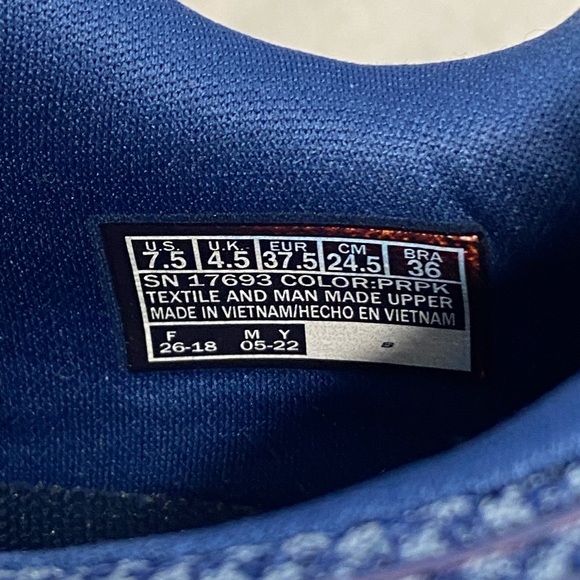 U.S. U.K. EUR CM BRA
7.5 4.5 37.5 24.5 36
SN 17693 COLOR:PRPK
TEXTILE AND MAN MADE UPPER
MADE IN VIETNAM/HECHO EN VIETNAM
F M Y
26-18 05-22